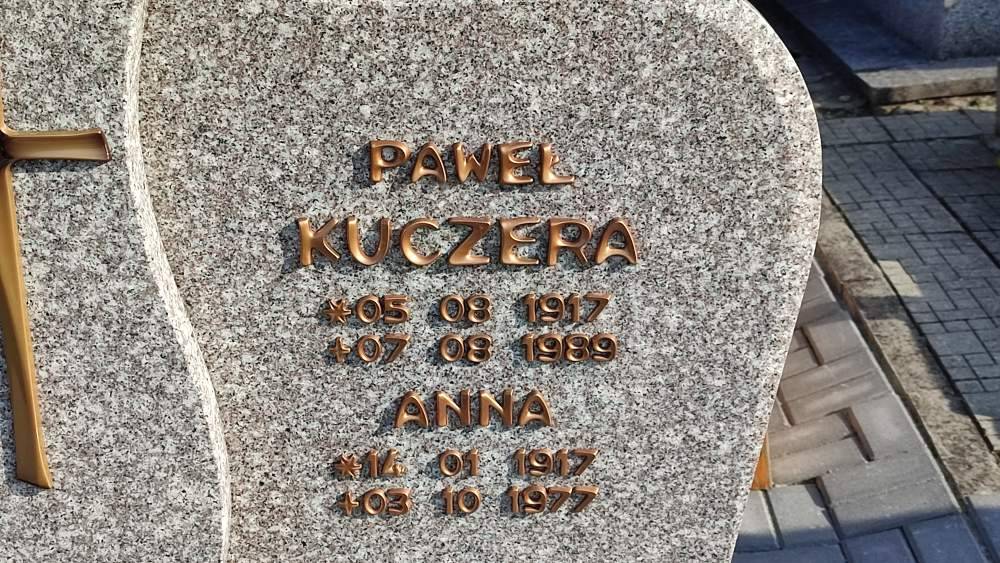 PAWEŁ
KUCZERA
*05 08 1917
+07 08 1989
ANNA
*14 01 1917
+03 10 1977